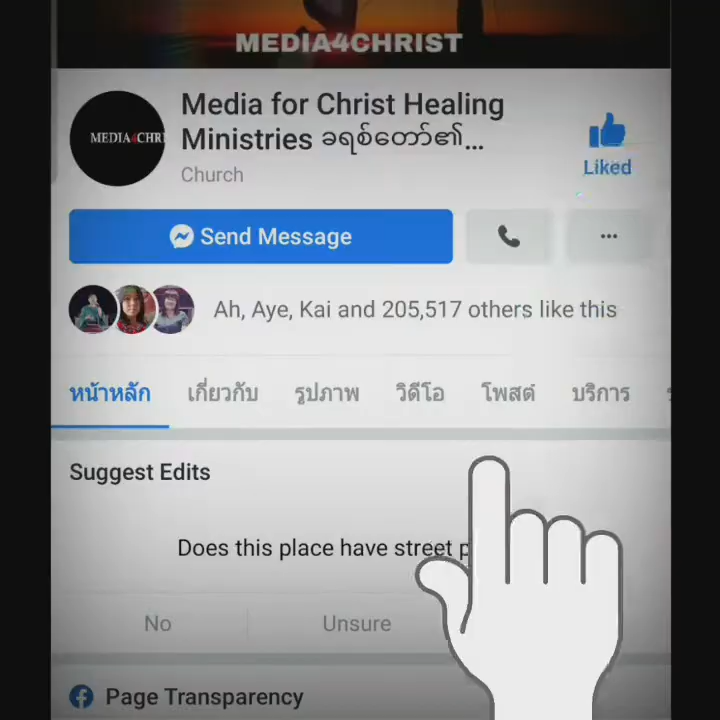 MEDIA4CHRIST
MEDIA4CHRI
Media for Christ Healing
Ministries ခရစ်တော်၏...
Church
Liked
Send Message
Ah, Aye, Kai and 205,517 others like this
หน้าหลัก เกี่ยวกับ รูปภาพ วิดีโอ โพสต์ บริการ
Suggest Edits
Does this place have street
No Unsure
Page Transparency